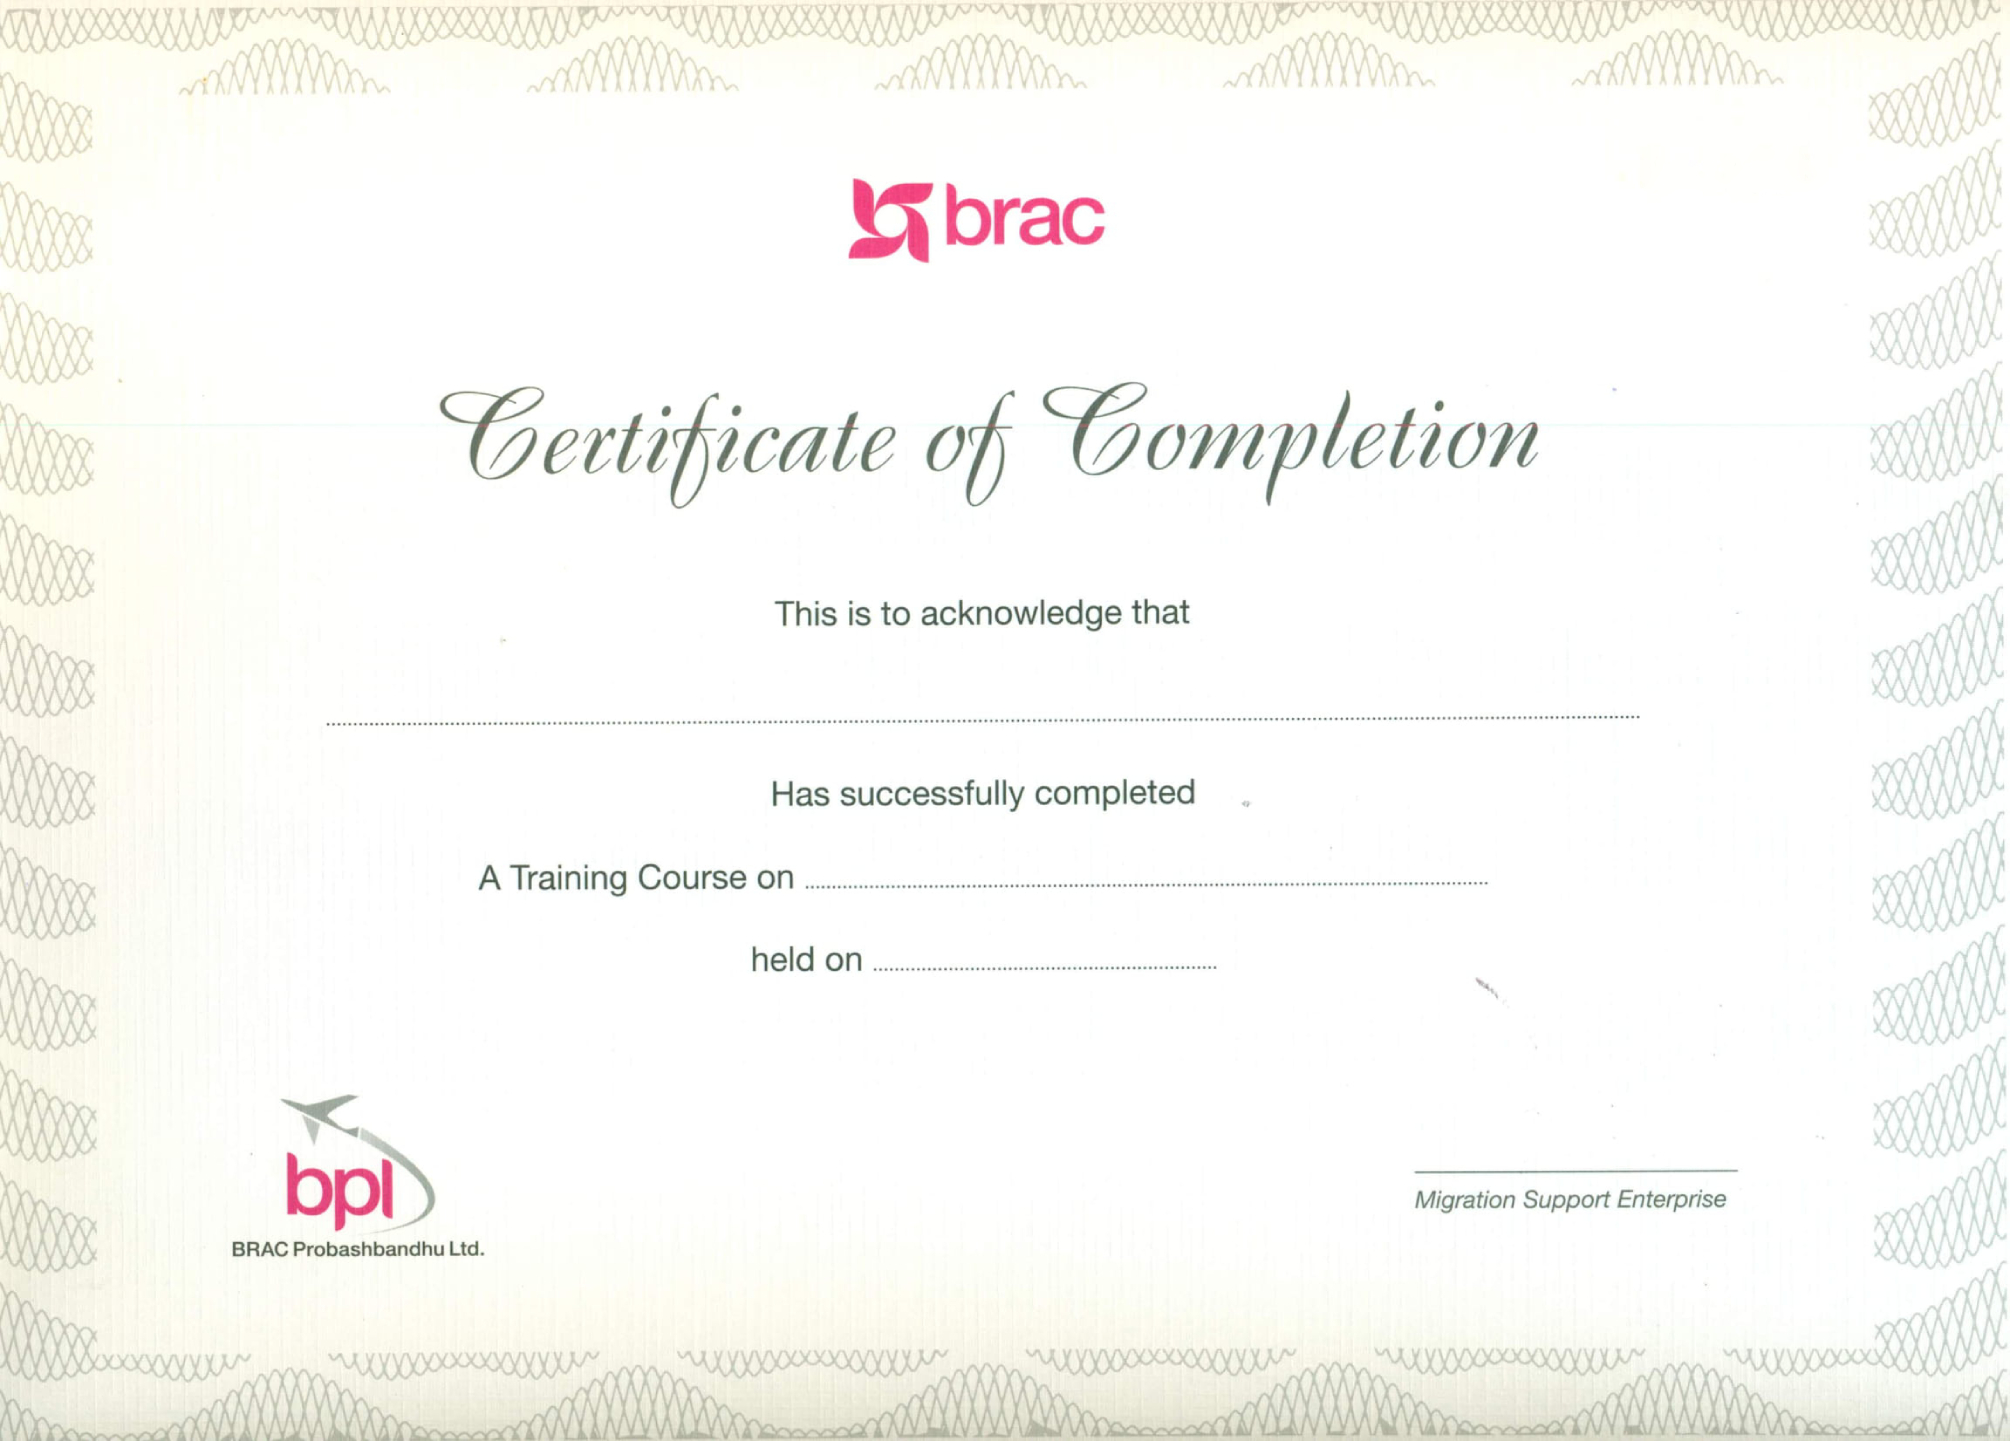 brac
Certificate of Completion
This is to acknowledge that
Has successfully completed
A Training Course on
held on
bpl
BRAC Probashbandhu Ltd.
Migration Support Enterprise